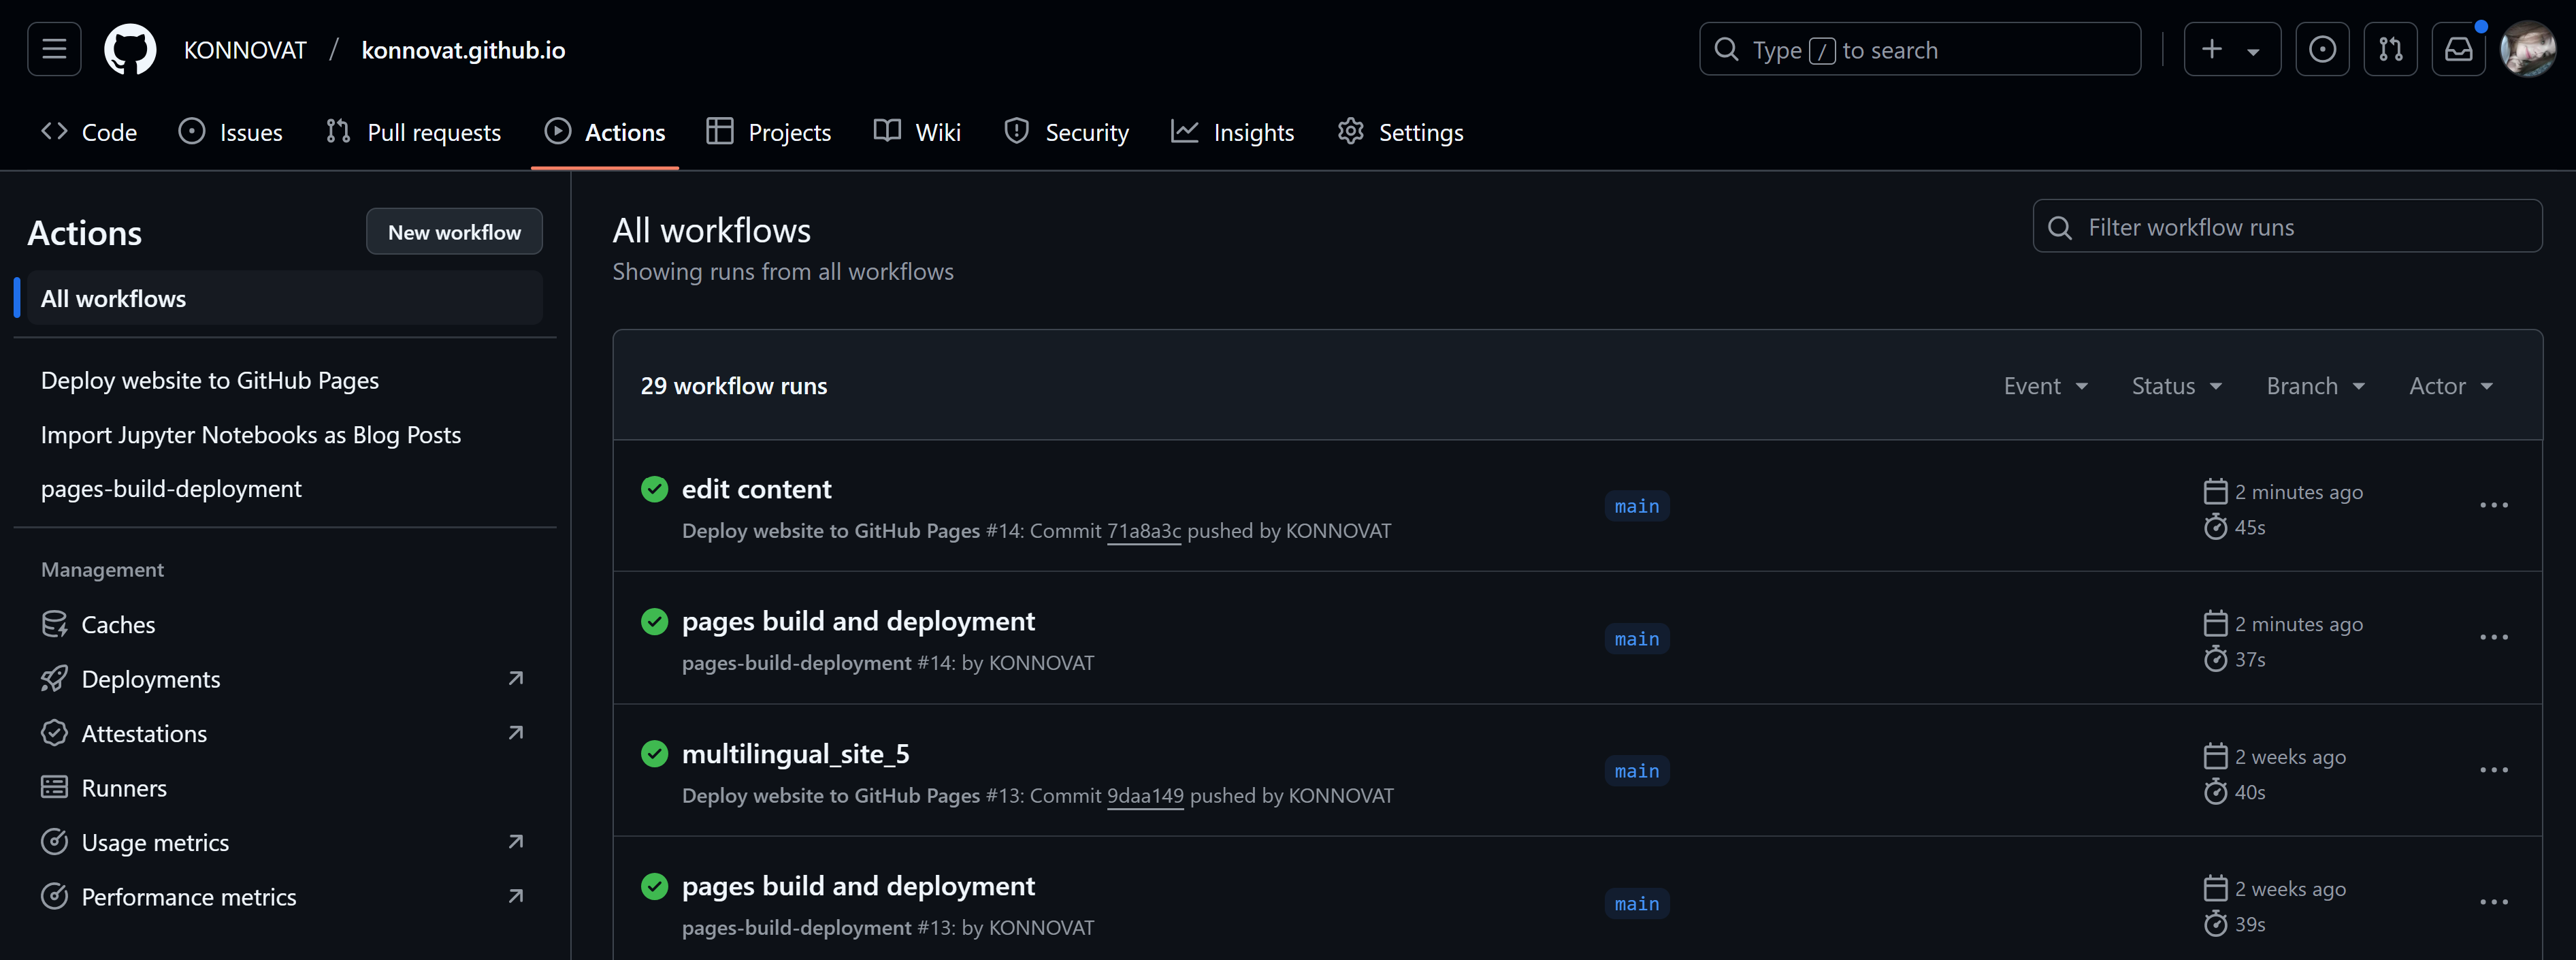 KONNOVAT / konnovat.github.io
Type / to search
Code
Issues
Pull requests
Actions
Projects
Wiki
Security
Insights
Settings
Actions
New workflow
All workflows
Deploy website to GitHub Pages
Import Jupyter Notebooks as Blog Posts
pages-build-deployment
Management
Caches
Deployments
Attestations
Runners
Usage metrics
Performance metrics
All workflows
Showing runs from all workflows
Filter workflow runs
29 workflow runs
Event
Status
Branch
Actor
edit content
Deploy website to GitHub Pages #14: Commit 71a8a3c pushed by KONNOVAT
main
2 minutes ago
45s
pages build and deployment
pages-build-deployment #14: by KONNOVAT
main
2 minutes ago
37s
multilingual_site_5
Deploy website to GitHub Pages #13: Commit 9daa149 pushed by KONNOVAT
main
2 weeks ago
40s
pages build and deployment
pages-build-deployment #13: by KONNOVAT
main
2 weeks ago
39s